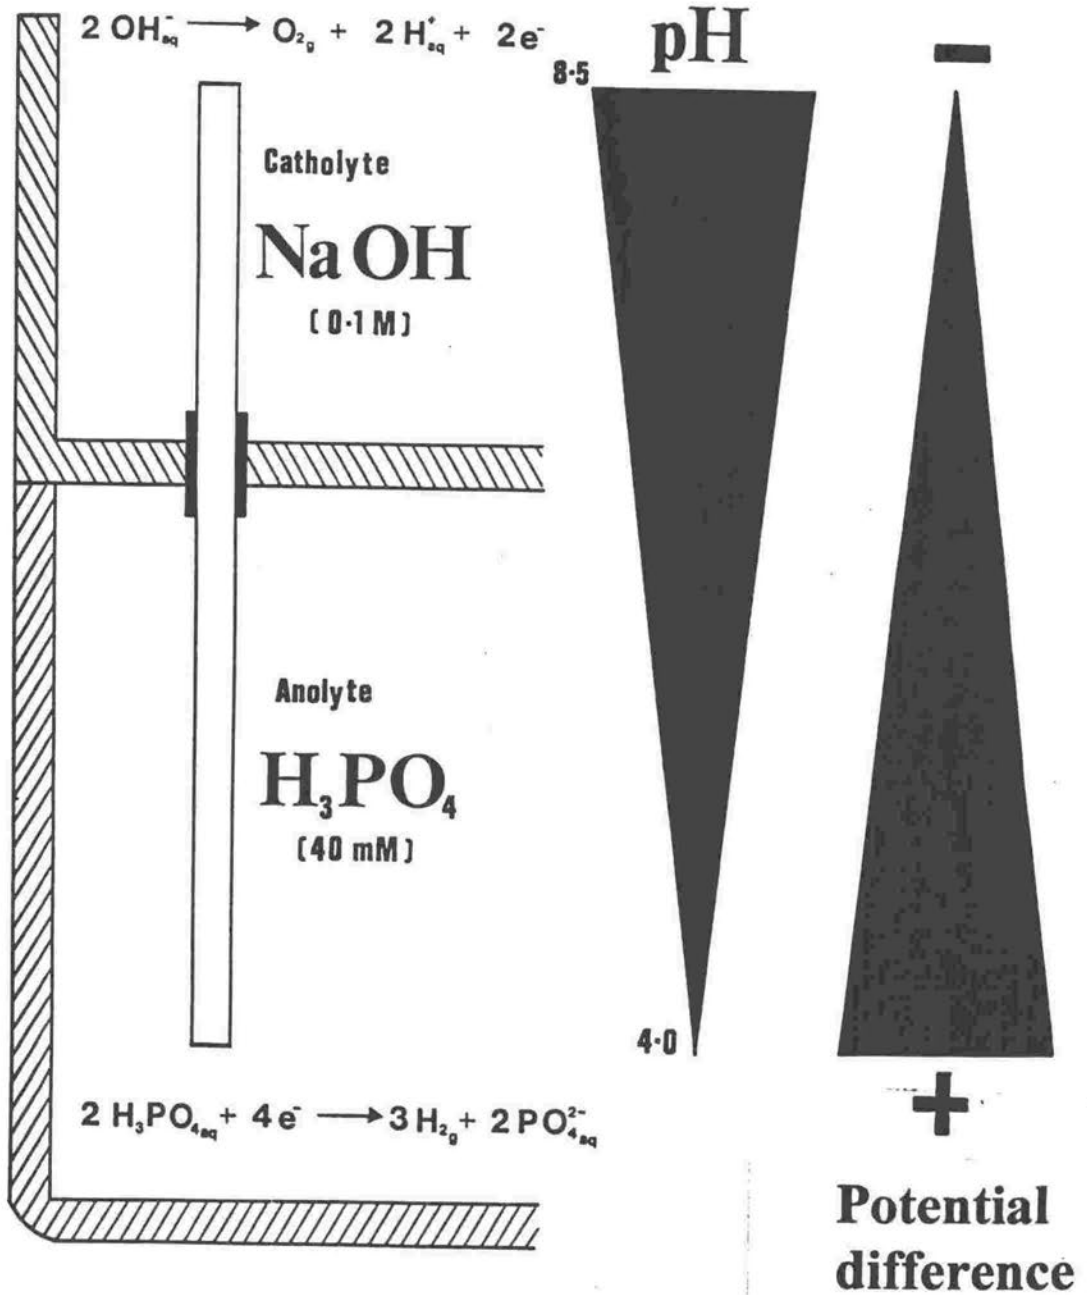 2 OH⁻aq ⟶ O₂g + 2 H⁺aq + 2e⁻
pH
−
8·5
Catholyte
Na OH
(0·1 M)
Anolyte
H₃PO₄
(40 mM)
4·0
+
2 H₃PO₄aq + 4e⁻ ⟶ 3 H₂g + 2 PO₄²⁻aq
Potential
difference